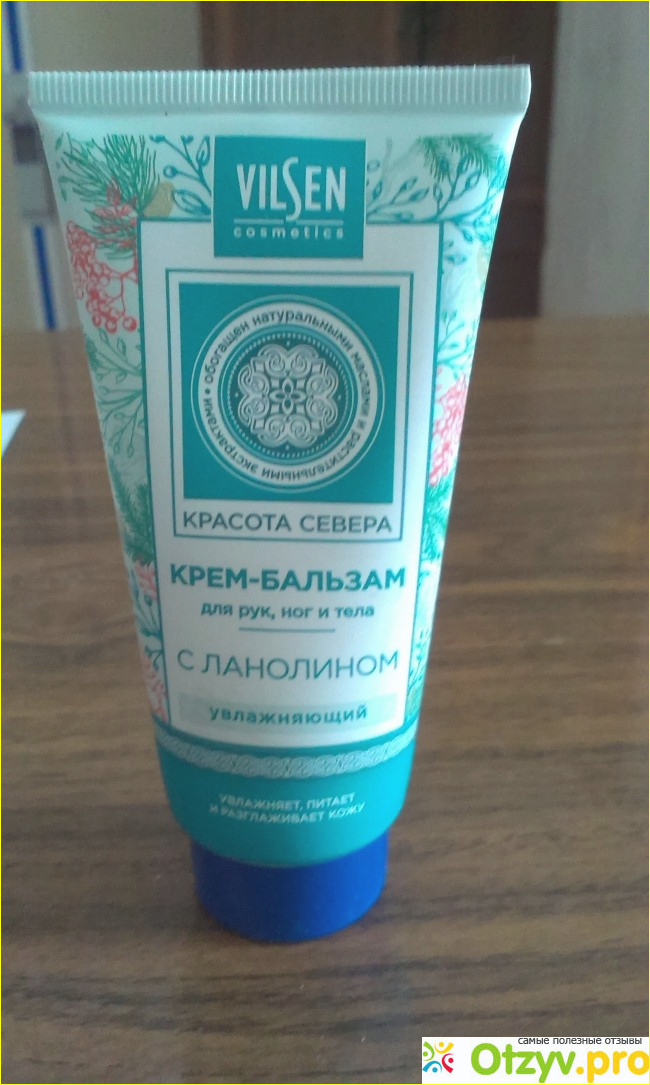 VILSEN
cosmetics
обогащен натуральными маслами и растительными экстрактами •
КРАСОТА СЕВЕРА
КРЕМ-БАЛЬЗАМ
для рук, ног и тела
С ЛАНОЛИНОМ
увлажняющий
УВЛАЖНЯЕТ, ПИТАЕТ
И РАЗГЛАЖИВАЕТ КОЖУ
самые полезные отзывы
Otzyv.pro